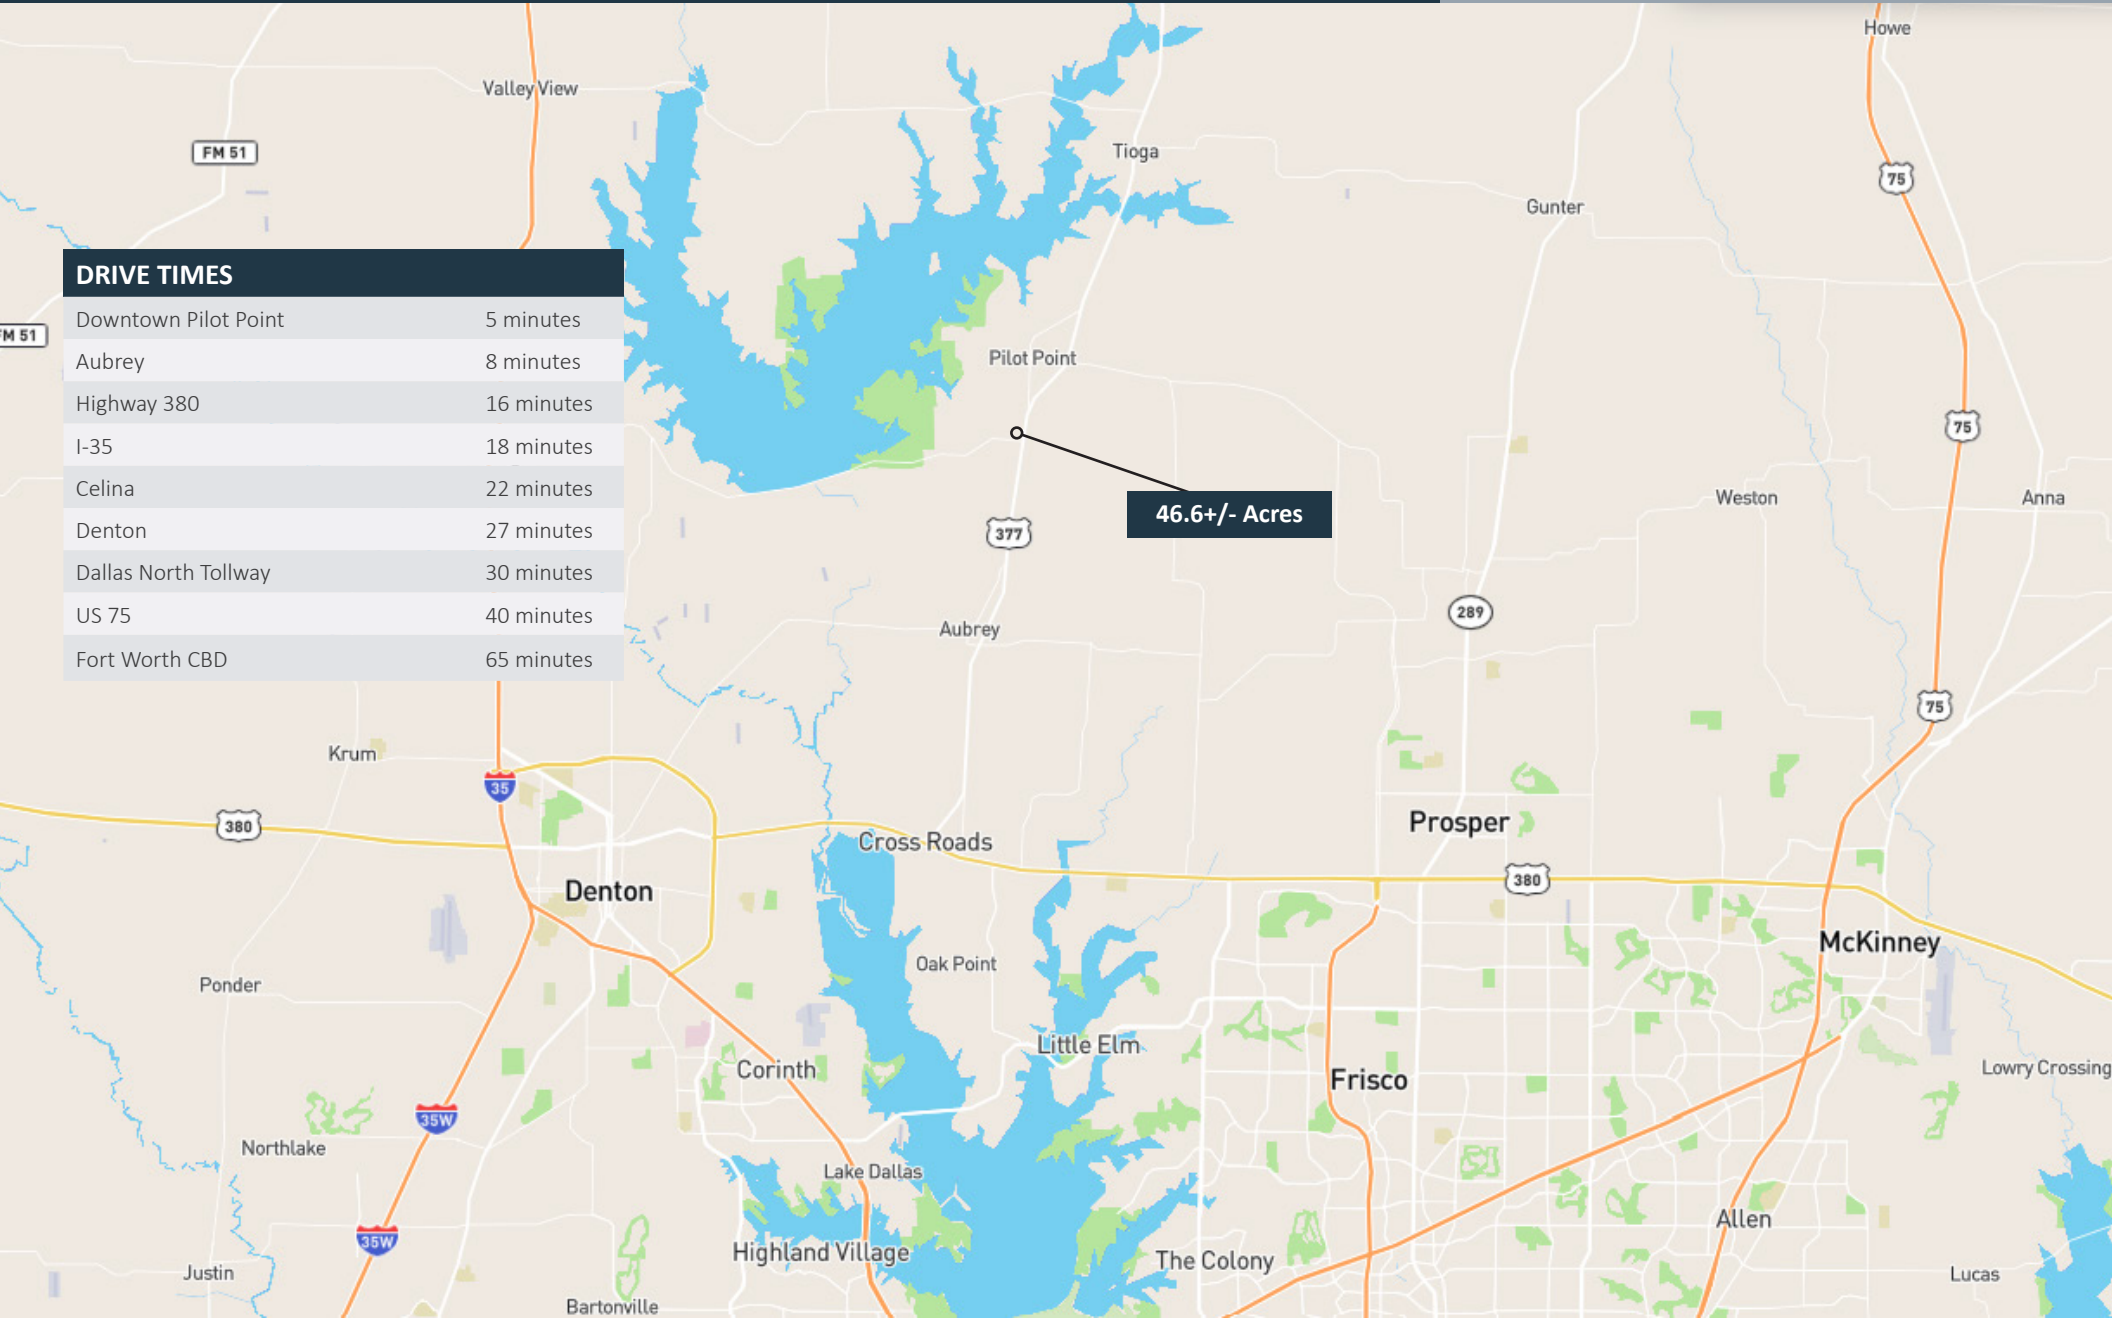 Howe
Valley View
FM 51
Tioga
75
Gunter
DRIVE TIMES
Downtown Pilot Point 5 minutes
Aubrey 8 minutes
Highway 380 16 minutes
I-35 18 minutes
Celina 22 minutes
Denton 27 minutes
Dallas North Tollway 30 minutes
US 75 40 minutes
Fort Worth CBD 65 minutes
FM 51
Pilot Point
75
46.6+/- Acres
Weston
Anna
377
289
Aubrey
75
Krum
35
380
Cross Roads
Prosper
380
Denton
McKinney
Oak Point
Ponder
Little Elm
Corinth
Frisco
Lowry Crossing
35W
Northlake
Lake Dallas
Allen
35W
Highland Village
The Colony
Justin
Lucas
Bartonville